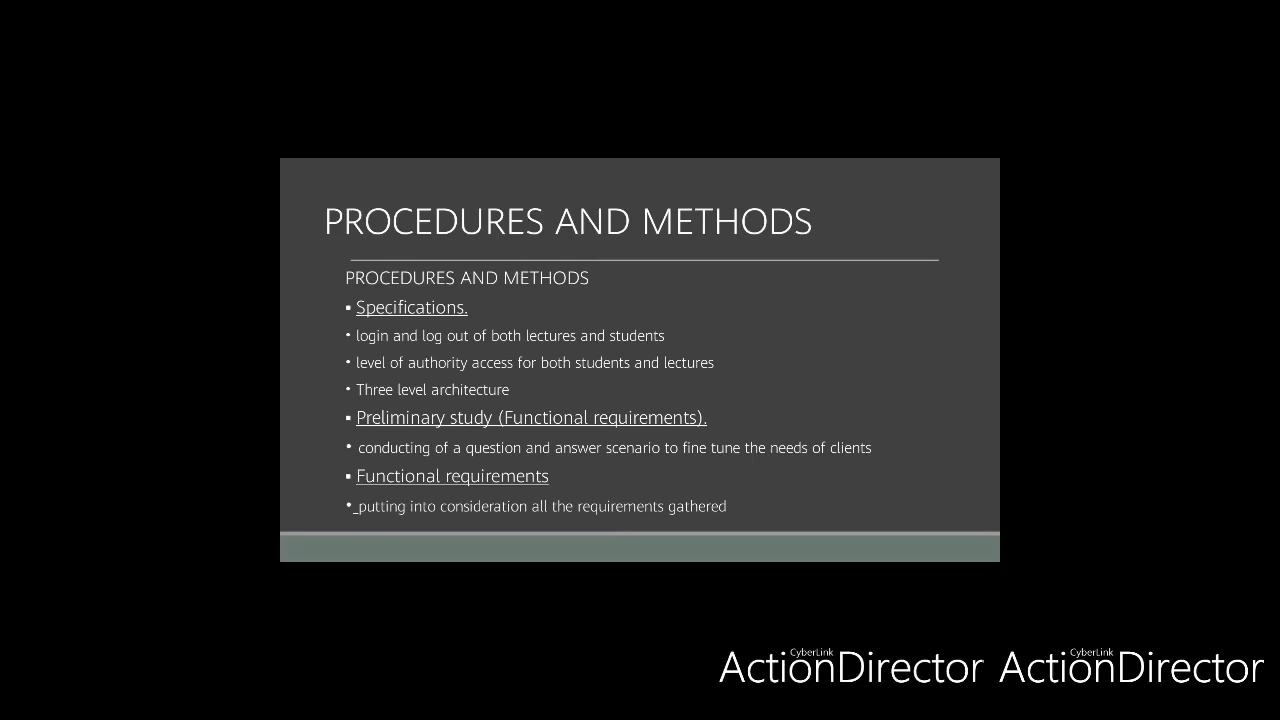 PROCEDURES AND METHODS
PROCEDURES AND METHODS
▪ Specifications.
• login and log out of both lectures and students
• level of authority access for both students and lectures
• Three level architecture
▪ Preliminary study (Functional requirements).
• conducting of a question and answer scenario to fine tune the needs of clients
▪ Functional requirements
•_putting into consideration all the requirements gathered
CyberLink CyberLink
ActionDirector ActionDirector